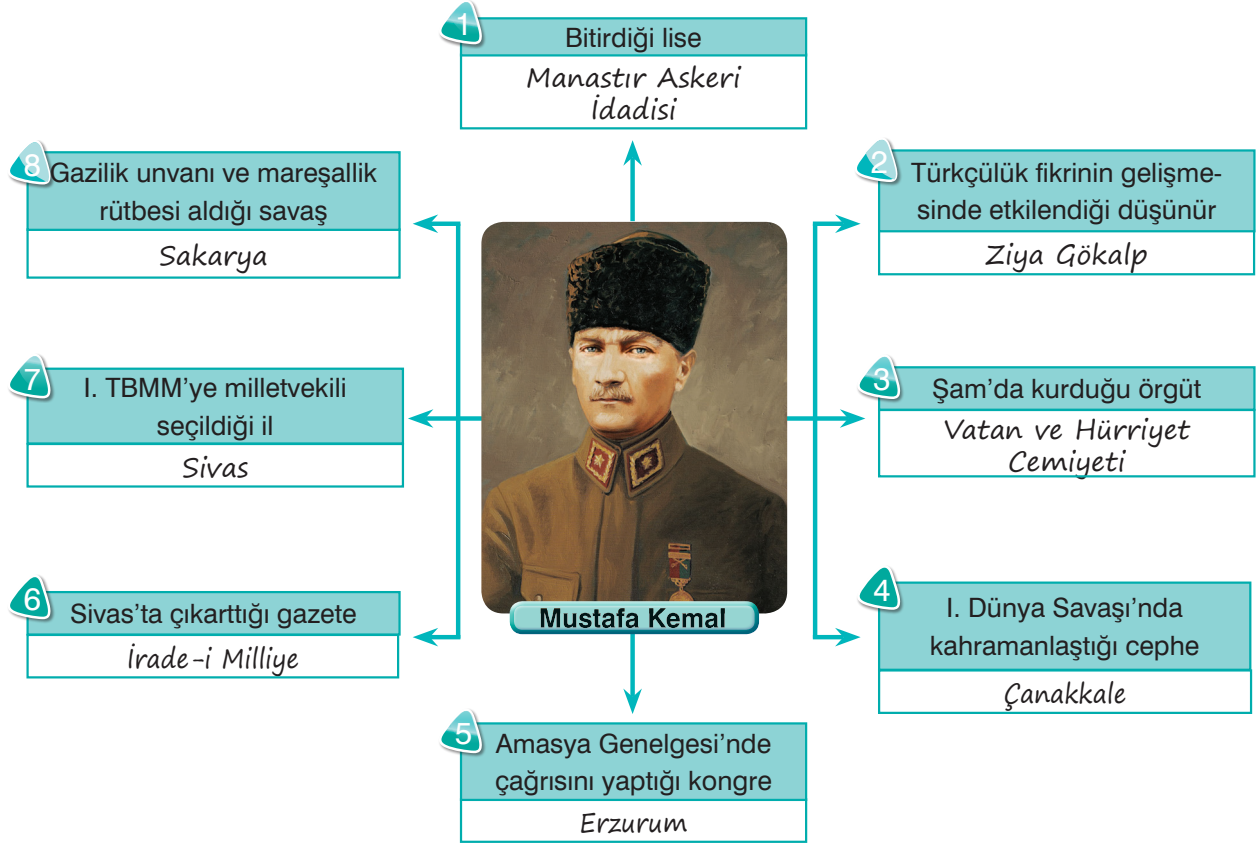 1
Bitirdiği lise
Manastır Askeri
İdadisi
8
Gazilik unvanı ve mareşallik
rütbesi aldığı savaş
Sakarya
2
Türkçülük fikrinin gelişme-
sinde etkilendiği düşünür
Ziya Gökalp
7
I. TBMM’ye milletvekili
seçildiği il
Sivas
3
Şam’da kurduğu örgüt
Vatan ve Hürriyet
Cemiyeti
6
Sivas’ta çıkarttığı gazete
İrade-i Milliye
4
I. Dünya Savaşı’nda
kahramanlaştığı cephe
Çanakkale
Mustafa Kemal
5
Amasya Genelgesi’nde
çağrısını yaptığı kongre
Erzurum